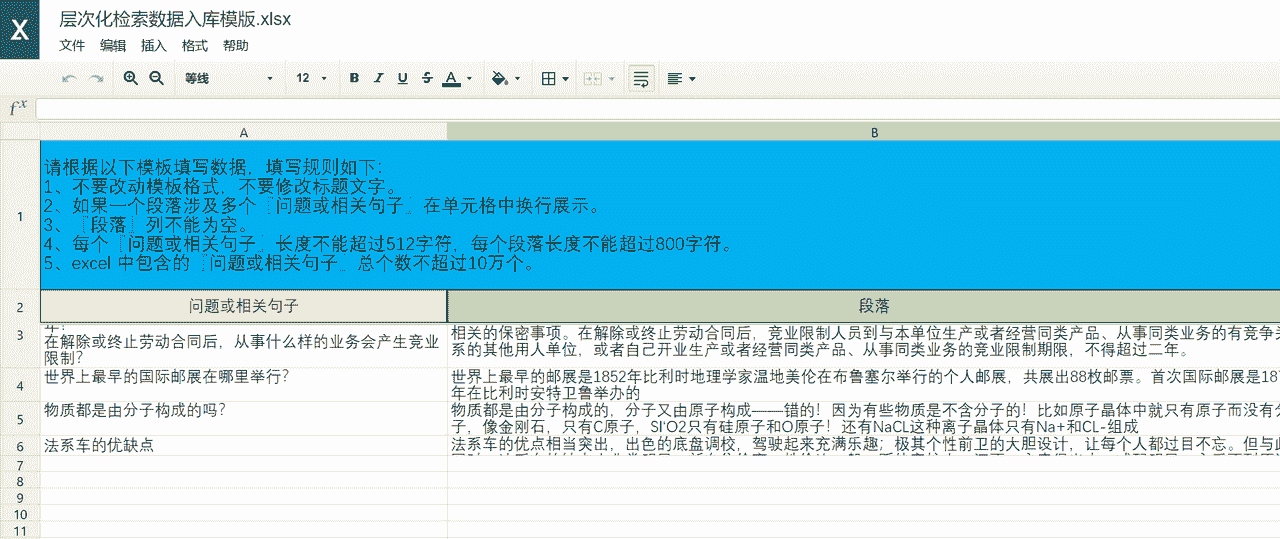 层次化检索数据入库模版.xlsx
文件 编辑 插入 格式 帮助
等线 12 B I U S A
fx
A B
1
请根据以下模板填写数据，填写规则如下：
1、不要改动模板格式，不要修改标题文字。
2、如果一个段落涉及多个『问题或相关句子』在单元格中换行展示。
3、『段落』列不能为空。
4、每个『问题或相关句子』长度不能超过512字符，每个段落长度不能超过800字符。
5、excel 中包含的『问题或相关句子』总个数不超过10万个。
2 问题或相关句子 段落
3
在解除或终止劳动合同后，从事什么样的业务会产生竞业
限制？
相关的保密事项。在解除或终止劳动合同后，竞业限制人员到与本单位生产或者经营同类产品、从事同类业务的有竞争关
系的其他用人单位，或者自己开业生产或者经营同类产品、从事同类业务的竞业限制期限，不得超过二年。
4 世界上最早的国际邮展在哪里举行？
世界上最早的邮展是1852年比利时地理学家温地美伦在布鲁塞尔举行的个人邮展，共展出88枚邮票。首次国际邮展是18
年在比利时安特卫鲁举办的
5 物质都是由分子构成的吗？
物质都是由分子构成的，分子又由原子构成——错的！因为有些物质是不含分子的！比如原子晶体中就只有原子而没有分
子，像金刚石，只有C原子，SI'O2只有硅原子和O原子！还有NaCL这种离子晶体只有Na+和CL-组成
6 法系车的优缺点
法系车的优点相当突出，出色的底盘调校，驾驶起来充满乐趣；极其个性前卫的大胆设计，让每个人都过目不忘。但与此
7
8
9
10
11